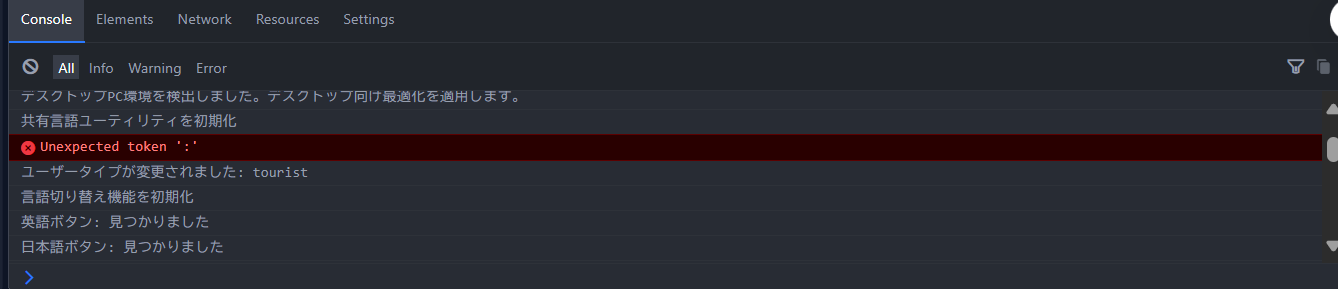 Console Elements Network Resources Settings
All Info Warning Error
デスクトップPC環境を検出しました。デスクトップ向け最適化を適用します。
共有言語ユーティリティを初期化
Unexpected token ':'
ユーザータイプが変更されました: tourist
言語切り替え機能を初期化
英語ボタン: 見つかりました
日本語ボタン: 見つかりました